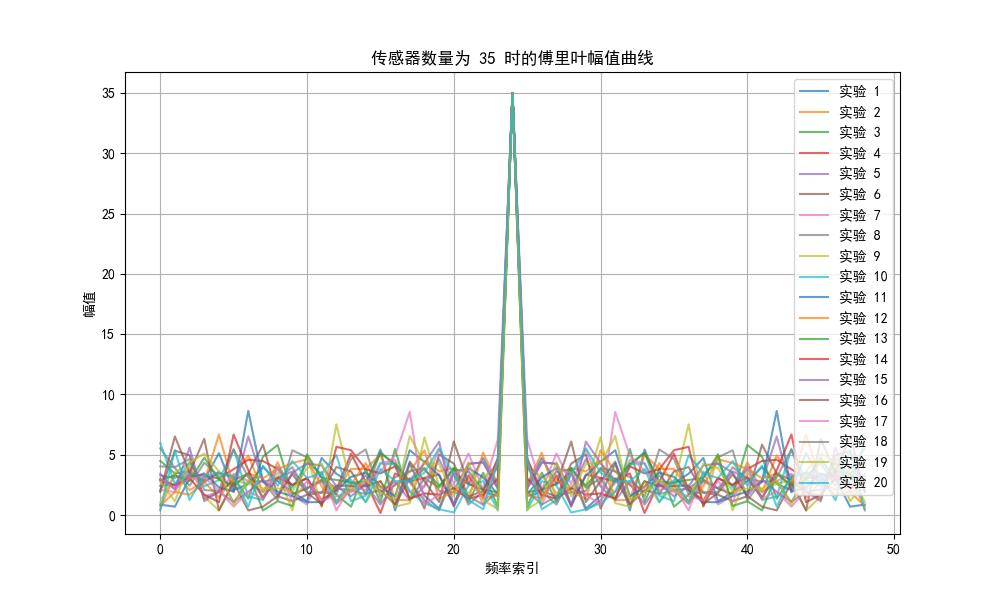 传感器数量为 35 时的傅里叶幅值曲线
幅值
35
30
25
20
15
10
5
0
0 10 20 30 40 50
频率索引
实验 1
实验 2
实验 3
实验 4
实验 5
实验 6
实验 7
实验 8
实验 9
实验 10
实验 11
实验 12
实验 13
实验 14
实验 15
实验 16
实验 17
实验 18
实验 19
实验 20